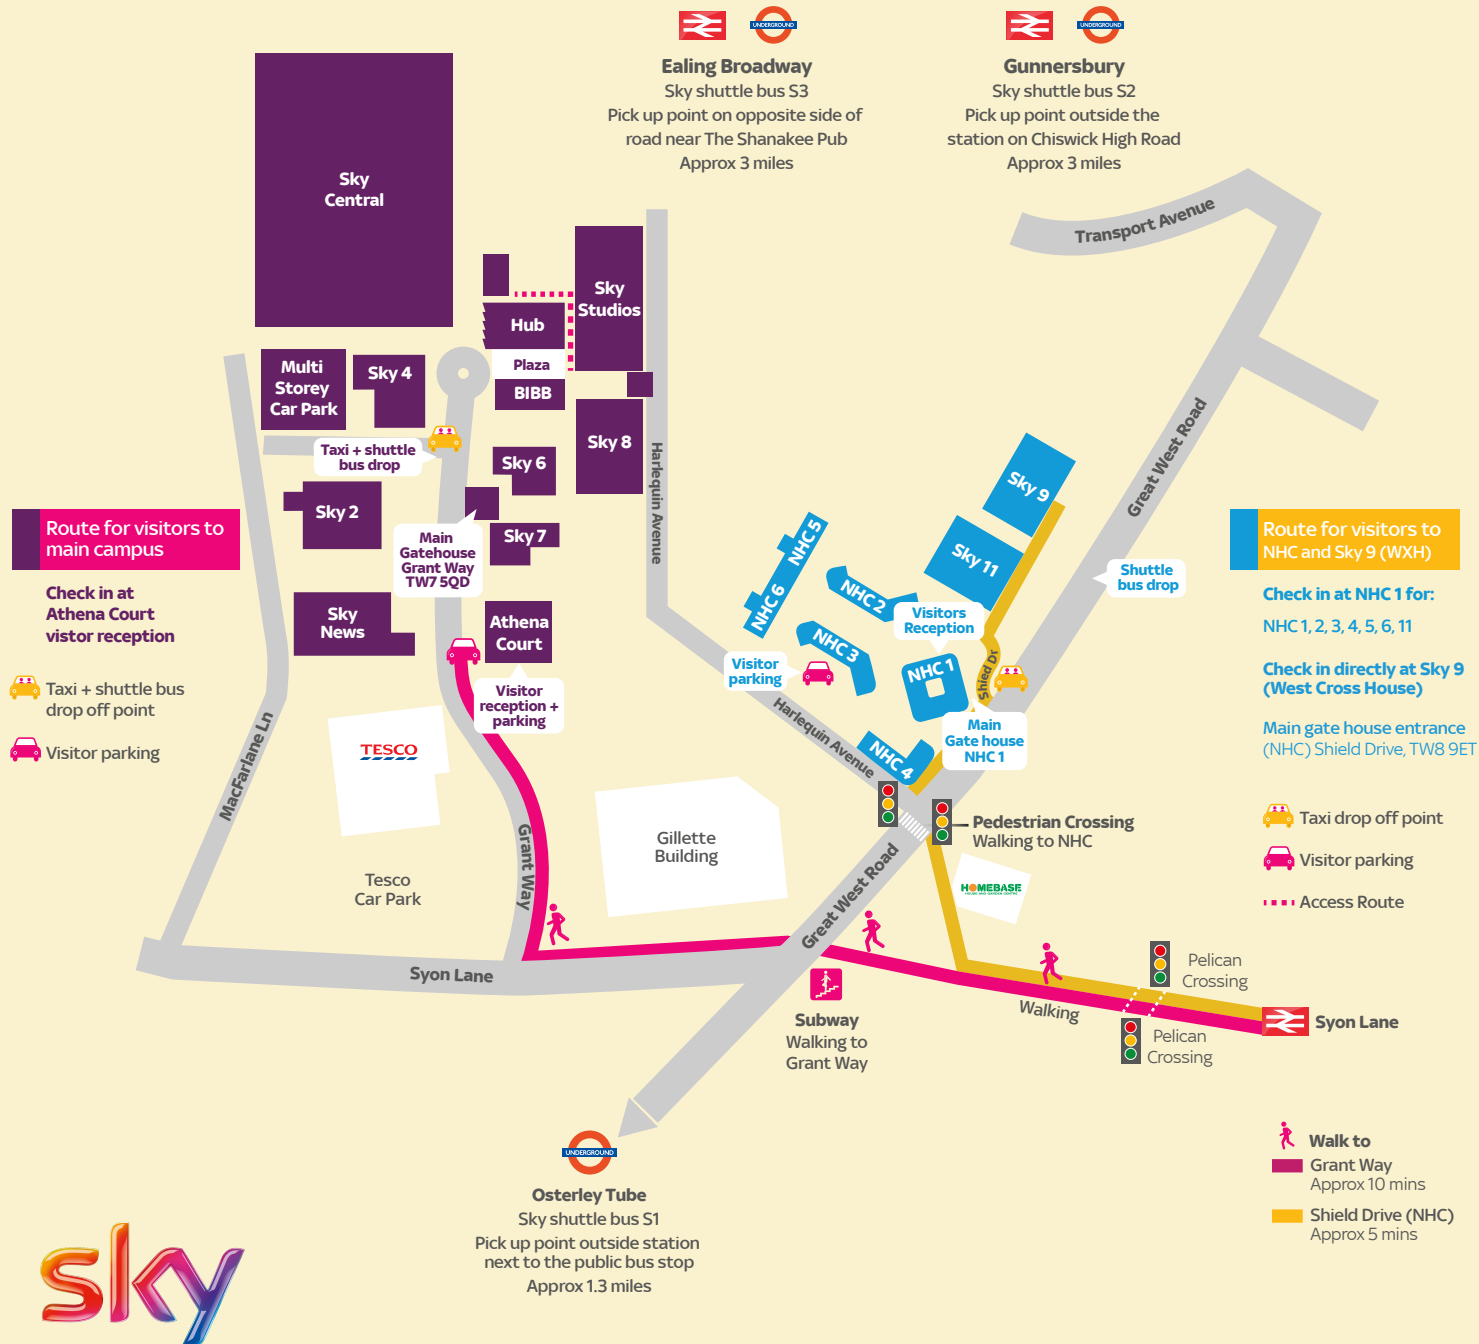 UNDERGROUND
Ealing Broadway
Sky shuttle bus S3
Pick up point on opposite side of
road near The Shanakee Pub
Approx 3 miles
UNDERGROUND
Gunnersbury
Sky shuttle bus S2
Pick up point outside the
station on Chiswick High Road
Approx 3 miles
Sky
Central
Transport Avenue
Sky
Studios
Hub
Plaza
BIBB
Multi
Storey
Car Park
Sky 4
Sky 8
Taxi + shuttle
bus drop
Sky 6
Sky 2
Sky 7
Main
Gatehouse
Grant Way
TW7 5QD
Harlequin Avenue
Great West Road
Sky 9
Sky 11
NHC 5
NHC 6
NHC 2
NHC 3
Visitors
Reception
Shuttle
bus drop
Route for visitors to
main campus
Check in at
Athena Court
vistor reception
Taxi + shuttle bus
drop off point
Visitor parking
Sky
News
Athena
Court
Visitor
reception +
parking
Visitor
parking
NHC 1
Shied Dr
Main
Gate house
NHC 1
Harlequin Avenue
NHC 4
Route for visitors to
NHC and Sky 9 (WXH)
Check in at NHC 1 for:
NHC 1, 2, 3, 4, 5, 6, 11
Check in directly at Sky 9
(West Cross House)
Main gate house entrance
(NHC) Shield Drive, TW8 9ET
Taxi drop off point
Visitor parking
Access Route
MacFarlane Ln
TESCO
Tesco
Car Park
Grant Way
Gillette
Building
Pedestrian Crossing
Walking to NHC
HOMEBASE
HOUSE AND GARDEN CENTRE
Great West Road
Syon Lane
Subway
Walking to
Grant Way
Walking
Pelican
Crossing
Pelican
Crossing
Syon Lane
UNDERGROUND
Osterley Tube
Sky shuttle bus S1
Pick up point outside station
next to the public bus stop
Approx 1.3 miles
Walk to
Grant Way
Approx 10 mins
Shield Drive (NHC)
Approx 5 mins
sky